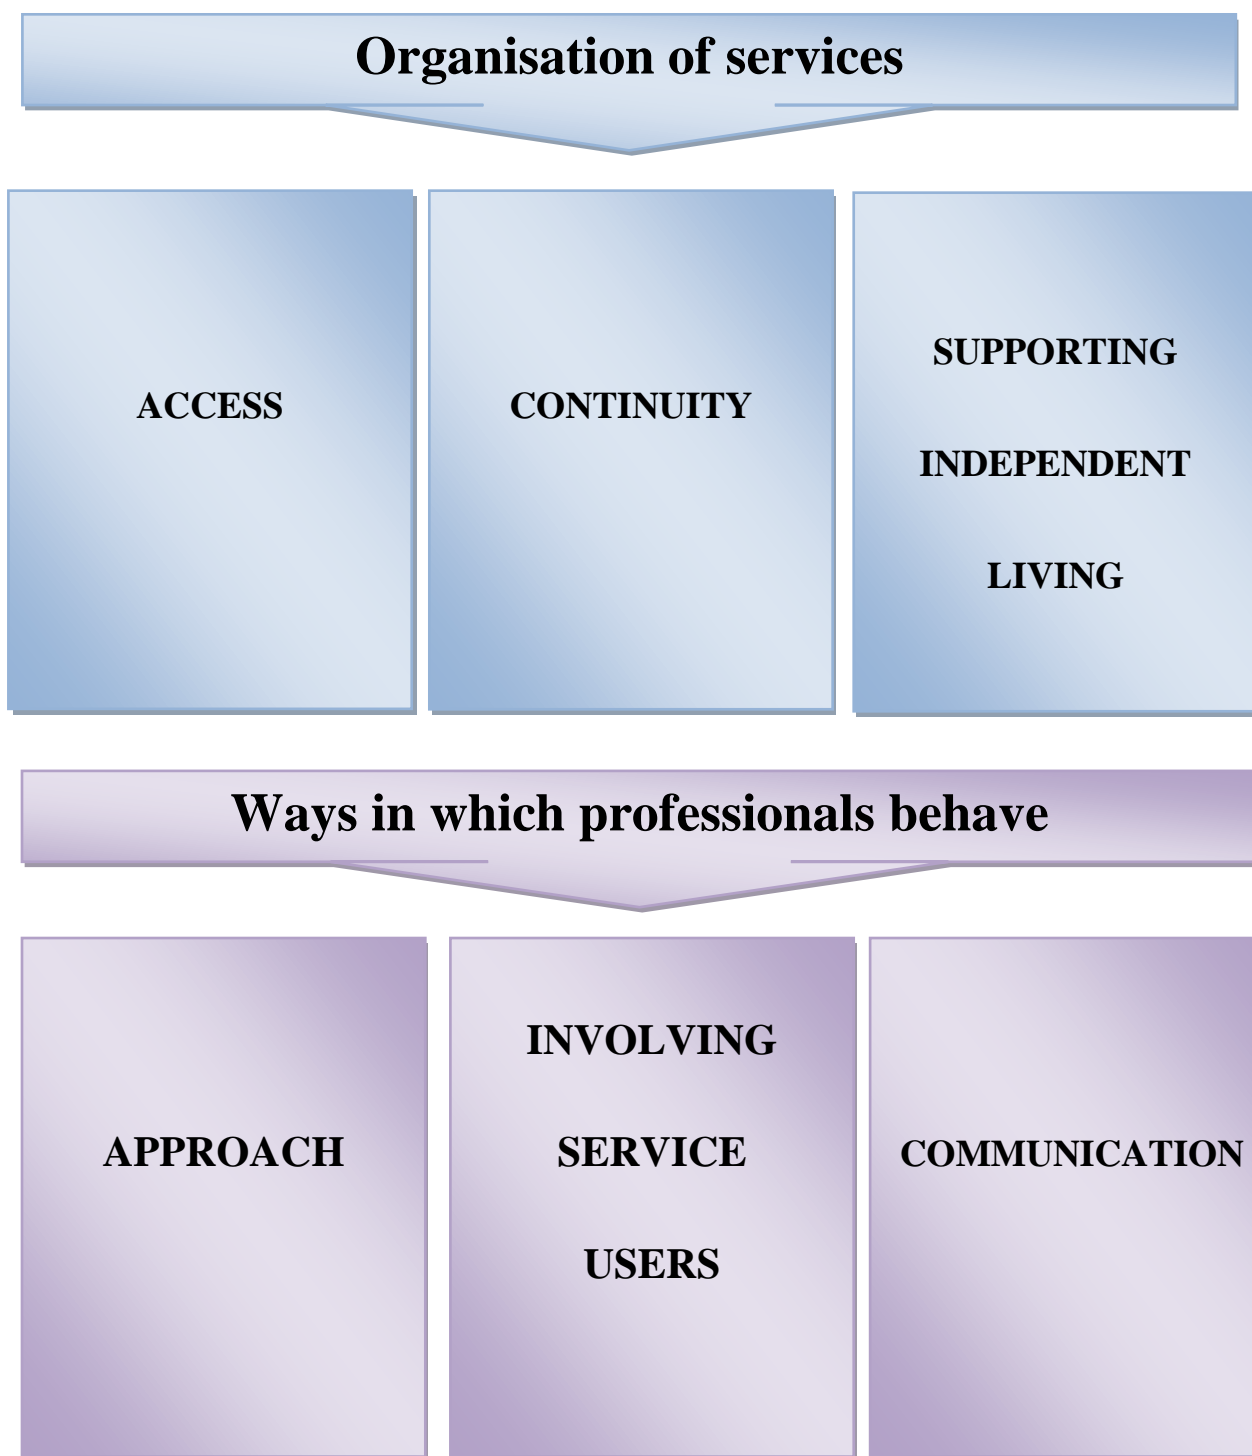 Organisation of services
ACCESS
CONTINUITY
SUPPORTING
INDEPENDENT
LIVING
Ways in which professionals behave
APPROACH
INVOLVING
SERVICE
USERS
COMMUNICATION